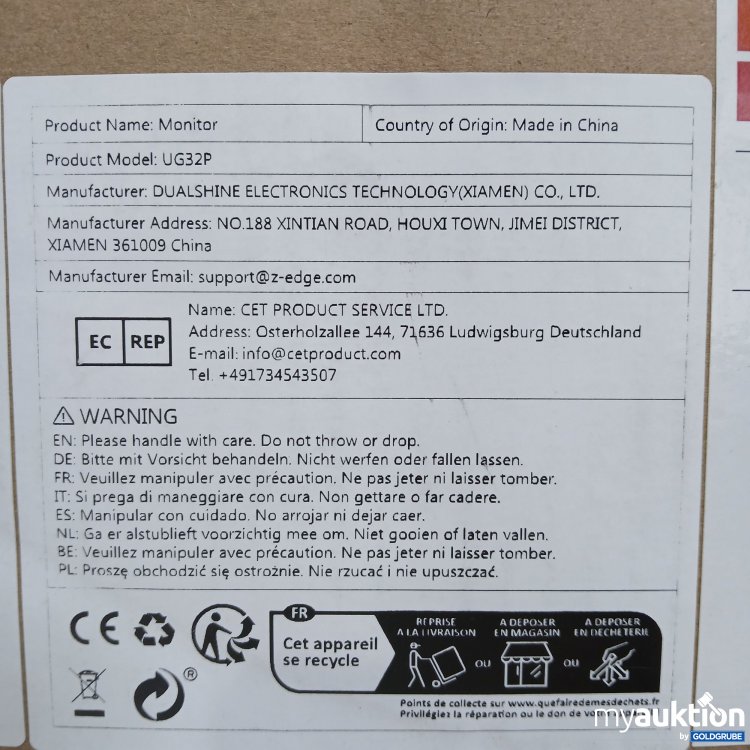 Product Name: Monitor
Country of Origin: Made in China
Product Model: UG32P
Manufacturer: DUALSHINE ELECTRONICS TECHNOLOGY(XIAMEN) CO., LTD.
Manufacturer Address: NO.188 XINTIAN ROAD, HOUXI TOWN, JIMEI DISTRICT,
XIAMEN 361009 China
Manufacturer Email: support@z-edge.com
EC REP
Name: CET PRODUCT SERVICE LTD.
Address: Osterholzallee 144, 71636 Ludwigsburg Deutschland
E-mail: info@cetproduct.com
Tel. +491734543507
WARNING
EN: Please handle with care. Do not throw or drop.
DE: Bitte mit Vorsicht behandeln. Nicht werfen oder fallen lassen.
FR: Veuillez manipuler avec précaution. Ne pas jeter ni laisser tomber.
IT: Si prega di maneggiare con cura. Non gettare o far cadere.
ES: Manipular con cuidado. No arrojar ni dejar caer.
NL: Ga er alstublieft voorzichtig mee om. Niet gooien of laten vallen.
BE: Veuillez manipuler avec précaution. Ne pas jeter ni laisser tomber.
PL: Proszę obchodzić się ostrożnie. Nie rzucać i nie upuszczać.
CE
FR
Cet appareil
se recycle
REPRISE
A LA LIVRAISON
OU
A DEPOSER
EN MAGASIN
OU
A DEPOSER
EN DECHETERIE
®
Points de collecte sur www.quefairedemesdechets.fr
Privilégiez la réparation ou le don de
myauktion
by GOLDGRUBE